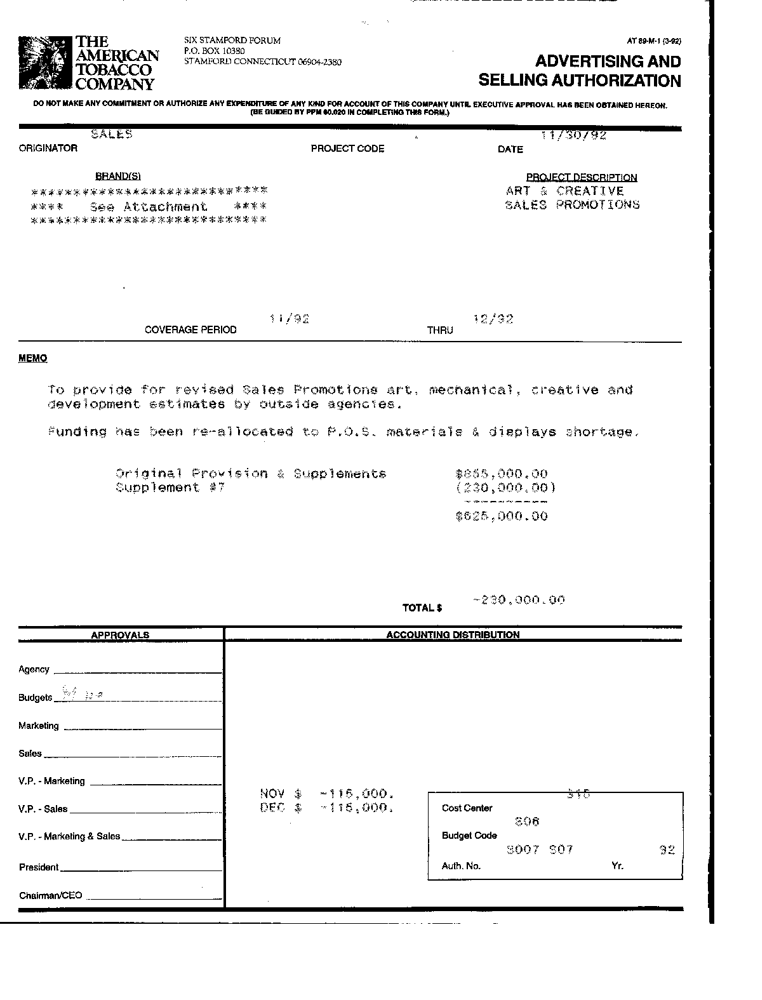 THE
AMERICAN
TOBACCO
COMPANY
SIX STAMFORD FORUM
P.O. BOX 10380
STAMFORD CONNECTICUT 06904-2380
AT 89-M-1 (3-92)
ADVERTISING AND
SELLING AUTHORIZATION
DO NOT MAKE ANY COMMITMENT OR AUTHORIZE ANY EXPENDITURE OF ANY KIND FOR ACCOUNT OF THIS COMPANY UNTIL EXECUTIVE APPROVAL HAS BEEN OBTAINED HEREON.
(BE GUIDED BY PPM 60.020 IN COMPLETING THIS FORM.)
SALES 11/30/92
ORIGINATOR PROJECT CODE DATE
BRAND(S) PROJECT DESCRIPTION
**************************** ART & CREATIVE
**** See Attachment **** SALES PROMOTIONS
****************************
11/92 12/92
COVERAGE PERIOD THRU
MEMO
To provide for revised Sales Promotions art, mechanical, creative and
development estimates by outside agencies.
Funding has been re-allocated to P.O.S. materials & displays shortage.
Original Provision & Supplements $855,000.00
Supplement #7 (230,000.00)
----------
$625,000.00
TOTAL $ -230,000.00
APPROVALS ACCOUNTING DISTRIBUTION
Agency
Budgets
Marketing
Sales
V.P. - Marketing
NOV $ -115,000.
V.P. - Sales DEC $ -115,000.
Cost Center
S06
V.P. - Marketing & Sales Budget Code
S007 S07 92
President Auth. No. Yr.
Chairman/CEO